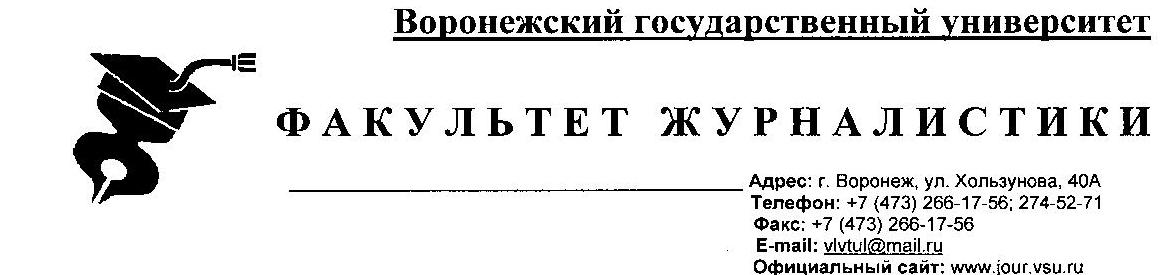 Воронежский государственный университет
ФАКУЛЬТЕТ ЖУРНАЛИСТИКИ
Адрес: г. Воронеж, ул. Хользунова, 40А
Телефон: +7 (473) 266-17-56; 274-52-71
Факс: +7 (473) 266-17-56
E-mail: vlvtul@mail.ru
Официальный сайт: www.jour.vsu.ru